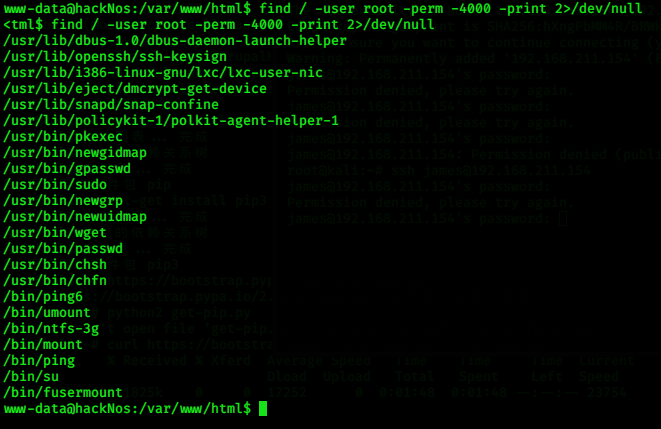 www-data@hackNos:/var/www/html$ find / -user root -perm -4000 -print 2>/dev/null
<tml$ find / -user root -perm -4000 -print 2>/dev/null
/usr/lib/dbus-1.0/dbus-daemon-launch-helper
/usr/lib/openssh/ssh-keysign
/usr/lib/i386-linux-gnu/lxc/lxc-user-nic
/usr/lib/eject/dmcrypt-get-device
/usr/lib/snapd/snap-confine
/usr/lib/policykit-1/polkit-agent-helper-1
/usr/bin/pkexec
/usr/bin/newgidmap
/usr/bin/gpasswd
/usr/bin/sudo
/usr/bin/newgrp
/usr/bin/newuidmap
/usr/bin/wget
/usr/bin/passwd
/usr/bin/chsh
/usr/bin/chfn
/bin/ping6
/bin/umount
/bin/ntfs-3g
/bin/mount
/bin/ping
/bin/su
/bin/fusermount
www-data@hackNos:/var/www/html$